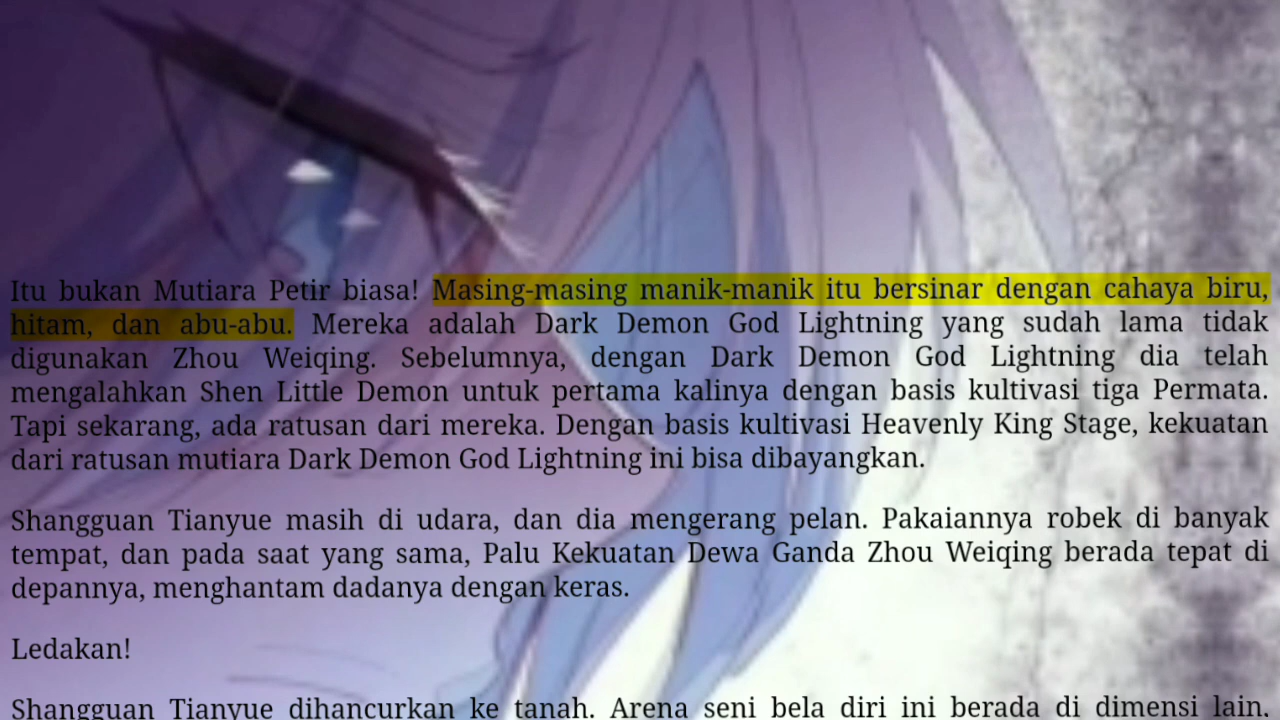 Itu bukan Mutiara Petir biasa! Masing-masing manik-manik itu bersinar dengan cahaya biru,
hitam, dan abu-abu. Mereka adalah Dark Demon God Lightning yang sudah lama tidak
digunakan Zhou Weiqing. Sebelumnya, dengan Dark Demon God Lightning dia telah
mengalahkan Shen Little Demon untuk pertama kalinya dengan basis kultivasi tiga Permata.
Tapi sekarang, ada ratusan dari mereka. Dengan basis kultivasi Heavenly King Stage, kekuatan
dari ratusan mutiara Dark Demon God Lightning ini bisa dibayangkan.
Shangguan Tianyue masih di udara, dan dia mengerang pelan. Pakaiannya robek di banyak
tempat, dan pada saat yang sama, Palu Kekuatan Dewa Ganda Zhou Weiqing berada tepat di
depannya, menghantam dadanya dengan keras.
Ledakan!
Shangguan Tianyue dihancurkan ke tanah. Arena seni bela diri ini berada di dimensi lain.